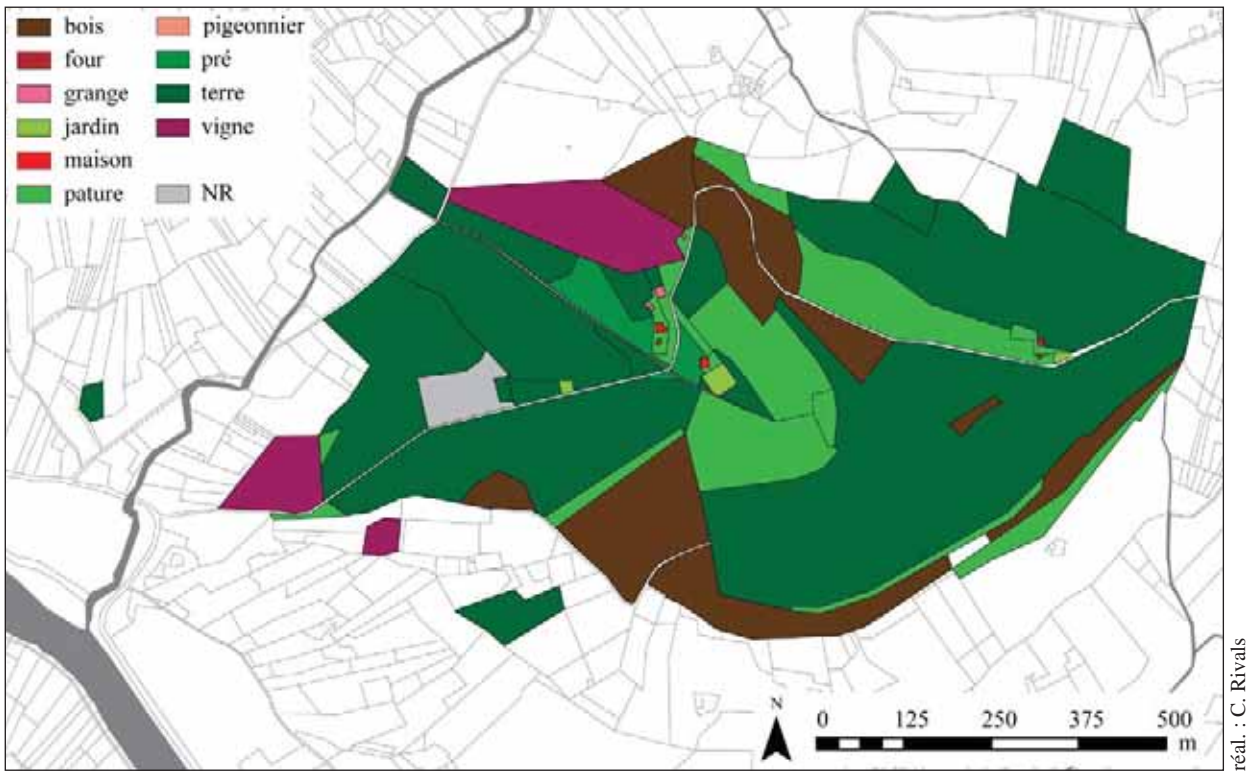 bois
four
grange
jardin
maison
pature
pigeonnier
pré
terre
vigne
NR
N
0 125 250 375 500
m
réal. : C. Rivals